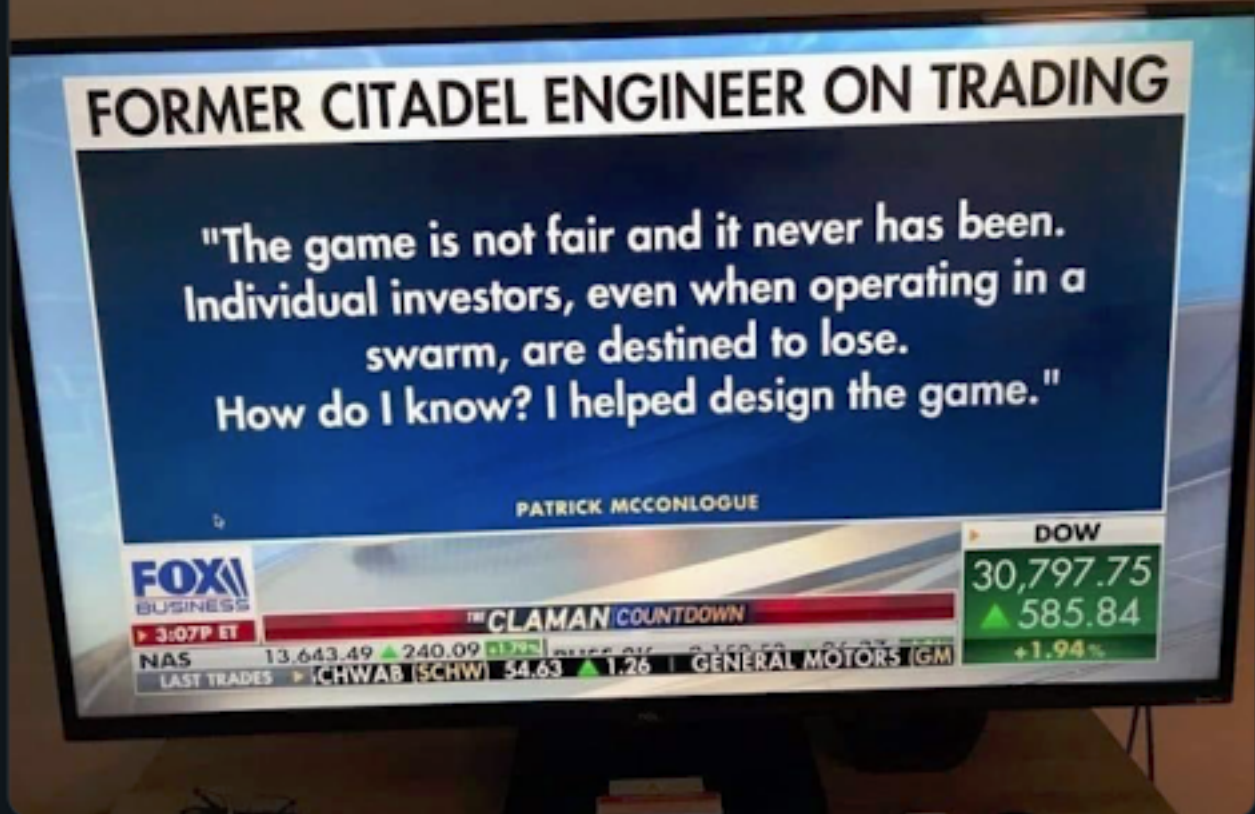 FORMER CITADEL ENGINEER ON TRADING
"The game is not fair and it never has been.
Individual investors, even when operating in a
swarm, are destined to lose.
How do I know? I helped design the game."
PATRICK MCCONLOGUE
DOW
30,797.75
▲ 585.84
+1.94%
FOX BUSINESS
3:07P ET
THE CLAMAN COUNTDOWN
NAS 13,643.49 ▲ 240.09 +1.79%
LAST TRADES CHWAB (SCHW) 54.63 ▲ 1.26 GENERAL MOTORS (GM